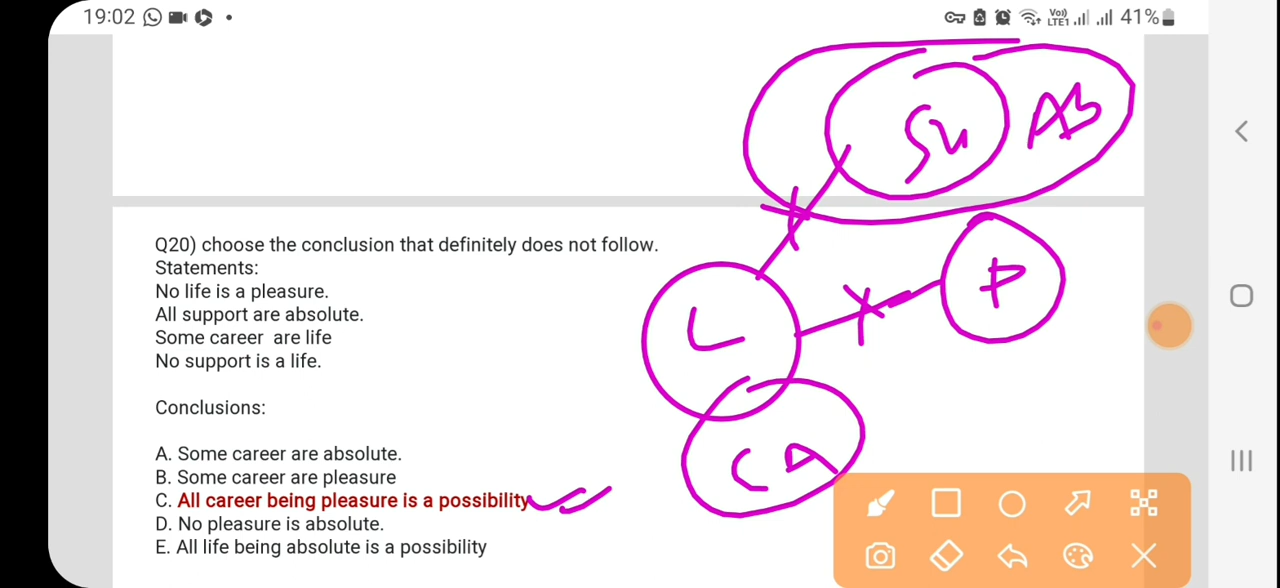 19:02
Vo)) LTE1 41%
Su AB
Q20) choose the conclusion that definitely does not follow.
Statements:
No life is a pleasure.
All support are absolute.
Some career  are life
No support is a life.
L
P
CA
Conclusions:
A. Some career are absolute.
B. Some career are pleasure
C. All career being pleasure is a possibility
D. No pleasure is absolute.
E. All life being absolute is a possibility